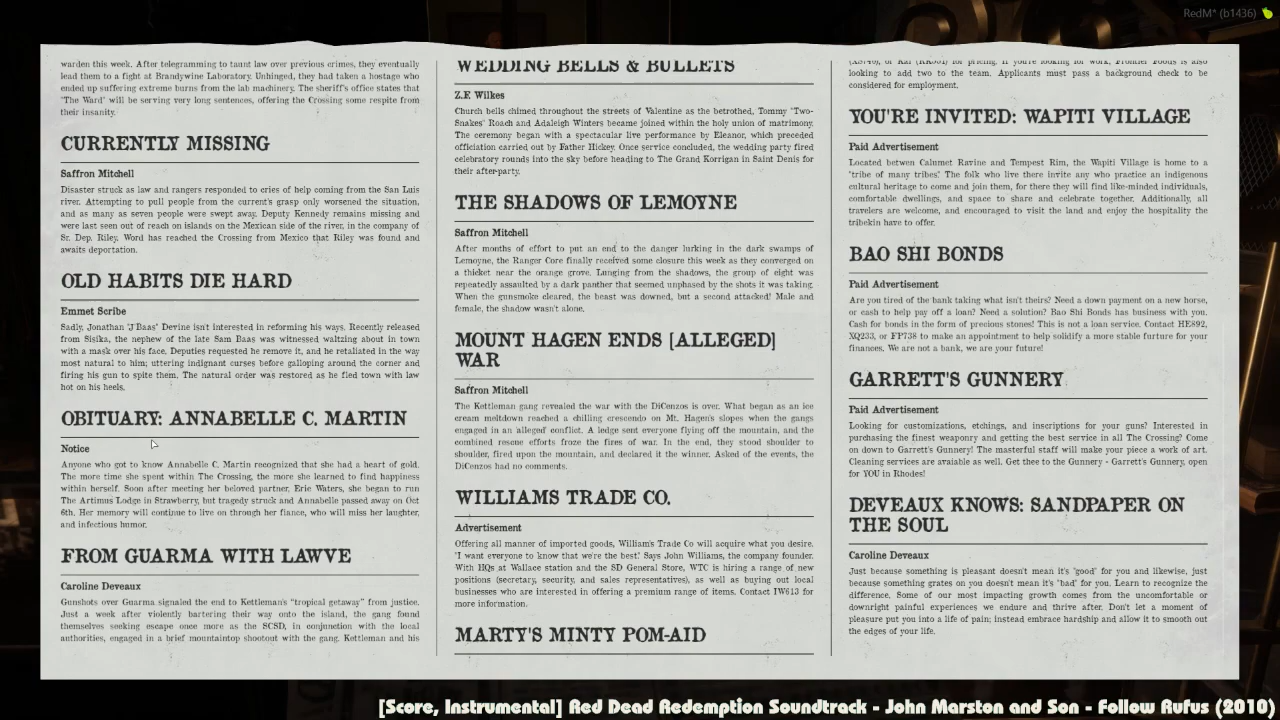 RedM* (b1436)
warden this week. After telegramming to taunt law over previous crimes, they eventually
lead them to a fight at Brandywine Laboratory. Unhinged, they had taken a hostage who
ended up suffering extreme burns from the lab machinery. The sheriff's office states that
"The Ward" will be serving very long sentences, offering the Crossing some respite from
their insanity.
CURRENTLY MISSING
Saffron Mitchell
Disaster struck as law and rangers responded to cries of help coming from the San Luis
river. Attempting to pull people from the current's grasp only worsened the situation,
and as many as seven people were swept away. Deputy Kennedy remains missing and
were last seen out of reach on islands on the Mexican side of the river, in the company of
Sr. Dep. Riley. Word has reached the Crossing from Mexico that Riley was found and
awaits deportation.
OLD HABITS DIE HARD
Emmet Scribe
Sadly, Jonathan "J'Baas" Devine isn't interested in reforming his ways. Recently released
from Sisika, the nephew of the late Sam Baas was witnessed waltzing about in town
with a mask over his face. Deputies requested he remove it, and he retaliated in the way
most natural to him; uttering indignant curses before galloping around the corner and
firing his gun to spite them. The natural order was restored as he fled town with law
hot on his heels.
OBITUARY: ANNABELLE C. MARTIN
Notice
Anyone who got to know Annabelle C. Martin recognized that she had a heart of gold.
The more time she spent within The Crossing, the more she learned to find happiness
within herself. Soon after meeting her beloved partner, Eric Waters, she began to run
The Artimus Lodge in Strawberry, but tragedy struck and Annabelle passed away on Oct
6th. Her memory will continue to live on through her fiance, who will miss her laughter,
and infectious humor.
FROM GUARMA WITH LAWVE
Caroline Deveaux
Gunshots over Guarma signaled the end to Kettleman's "tropical getaway" from justice.
Just a week after violently bartering their way onto the island, the gang found
themselves seeking escape once more as the SCSD, in conjunction with the local
authorities, engaged in a brief mountaintop shootout with the gang. Kettleman and his
WEDDING BELLS & BULLETS
Z.F. Wilkes
Church bells chimed throughout the streets of Valentine as the betrothed, Tommy "Two-
Snakes" Roach and Adaleigh Winters became joined within the holy union of matrimony.
The ceremony began with a spectacular live performance by Eleanor, which preceded
officiation carried out by Father Hickey. Once service concluded, the wedding party fired
celebratory rounds into the sky before heading to The Grand Korrigan in Saint Denis for
their after-party.
THE SHADOWS OF LEMOYNE
Saffron Mitchell
After months of effort to put an end to the danger lurking in the dark swamps of
Lemoyne, the Ranger Core finally received some closure this week as they converged on
a thicket near the orange grove. Lunging from the shadows, the group of eight was
repeatedly assaulted by a dark panther that seemed unphased by the shots it was taking.
When the gunsmoke cleared, the beast was downed, but a second attacked! Male and
female, the shadow wasn't alone.
MOUNT HAGEN ENDS [ALLEGED]
WAR
Saffron Mitchell
The Kettleman gang revealed the war with the DiCenzos is over. What began as an ice
cream meltdown reached a chilling crescendo on Mt. Hagen's slopes when the gangs
engaged in an 'alleged' conflict. A ledge sent everyone flying off the mountain, and the
combined rescue efforts froze the fires of war. In the end, they stood shoulder to
shoulder, fired upon the mountain, and declared it the winner. Asked of the events, the
DiCenzos had no comments.
WILLIAMS TRADE CO.
Advertisement
Offering all manner of imported goods, William's Trade Co will acquire what you desire.
"I want everyone to know that we're the best." Says John Williams, the company founder.
With HQs at Wallace station and the SD General Store, WTC is hiring a range of new
positions (secretary, security, and sales representatives), as well as buying out local
businesses who are interested in offering a premium range of items. Contact IW613 for
more information.
MARTY'S MINTY POM-AID
looking to add two to the team. Applicants must pass a background check to be
considered for employment.
YOU'RE INVITED: WAPITI VILLAGE
Paid Advertisement
Located betwen Calumet Ravine and Tempest Rim, the Wapiti Village is home to a
"tribe of many tribes." The folk who live there invite any who practice an indigenous
cultural heritage to come and join them, for there they will find like-minded individuals,
comfortable dwellings, and space to share and celebrate together. Additionally, all
travelers are welcome, and encouraged to visit the land and enjoy the hospitality the
tribekin have to offer.
BAO SHI BONDS
Paid Advertisement
Are you tired of the bank taking what isn't theirs? Need a down payment on a new horse,
or cash to help pay off a loan? Need a solution? Bao Shi Bonds has business with you.
Cash for bonds in the form of precious stones! This is not a loan service. Contact HE892,
XQ233, or FP738 to make an appointment to help solidify a more stable furture for your
finances. We are not a bank, we are your future!
GARRETT'S GUNNERY
Paid Advertisement
Looking for customizations, etchings, and inscriptions for your guns? Interested in
purchasing the finest weaponry and getting the best service in all The Crossing? Come
on down to Garrett's Gunnery! The masterful staff will make your piece a work of art.
Cleaning services are avaiable as well. Get thee to the Gunnery - Garrett's Gunnery, open
for YOU in Rhodes!
DEVEAUX KNOWS: SANDPAPER ON
THE SOUL
Caroline Deveaux
Just because something is pleasant doesn't mean it's "good" for you and likewise, just
because something grates on you doesn't mean it's "bad" for you. Learn to recognize the
difference. Some of our most impacting growth comes from the uncomfortable or
downright painful experiences we endure and thrive after. Don't let a moment of
pleasure put you into a life of pain; instead embrace hardship and allow it to smooth out
the edges of your life.
[Score, Instrumental] Red Dead Redemption Soundtrack - John Marston and Son - Follow Rufus (2010)